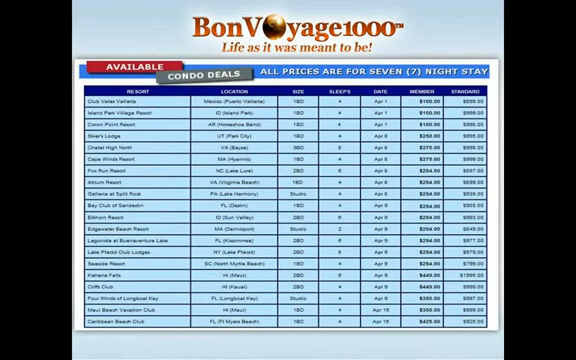 BonVoyage1000™
Life as it was meant to be!
AVAILABLE
CONDO DEALS
ALL PRICES ARE FOR SEVEN (7) NIGHT STAY
RESORT LOCATION SIZE SLEEPS DATE MEMBER STANDARD
Club Velas Vallarta Mexico (Puerto Vallarta) 1BD 4 Apr 1 $100.00 $899.00
Island Park Village Resort ID (Island Park) 1BD 4 Apr 1 $100.00 $999.00
Corwin Point Resort AR (Horseshoe Bend) 1BD 4 Apr 1 $100.00 $998.00
Skier's Lodge UT (Park City) 1BD 4 Apr 8 $250.00 $995.00
Chalet High North VA (Basye) 3BD 8 Apr 8 $275.00 $996.00
Cape Winds Resort MA (Hyannis) 1BD 4 Apr 8 $275.00 $999.00
Fox Run Resort NC (Lake Lure) 2BD 6 Apr 8 $294.00 $897.00
Atrium Resort VA (Virginia Beach) 1BD 4 Apr 9 $294.00 $899.00
Galleria at Split Rock PA (Lake Harmony) Studio 4 Apr 8 $294.00 $939.00
Bay Club of Sandestin FL (Destin) 1BD 4 Apr 9 $294.00 $965.00
Elkhorn Resort ID (Sun Valley) 2BD 6 Apr 9 $294.00 $993.00
Edgewater Beach Resort MA (Dennisport) Studio 2 Apr 8 $294.00 $849.00
Lagovista at Buenaventure Lake FL (Kissimmee) 2BD 6 Apr 9 $294.00 $977.00
Lake Placid Club Lodges NY (Lake Placid) 2BD 8 Apr 9 $294.00 $979.00
Seaside Resort SC (North Myrtle Beach) 1BD 4 Apr 9 $294.00 $799.00
Kahana Falls HI (Maui) 2BD 6 Apr 9 $449.00 $1998.00
Cliffs Club HI (Kauai) 2BD 4 Apr 9 $449.00 $999.00
Four Winds of Longboat Key FL (Longboat Key) Studio 4 Apr 9 $350.00 $987.00
Maui Beach Vacation Club HI (Maui) 1BD 4 Apr 16 $350.00 $999.00
Caribbean Beach Club FL (Ft Myers Beach) 1BD 4 Apr 16 $425.00 $925.00